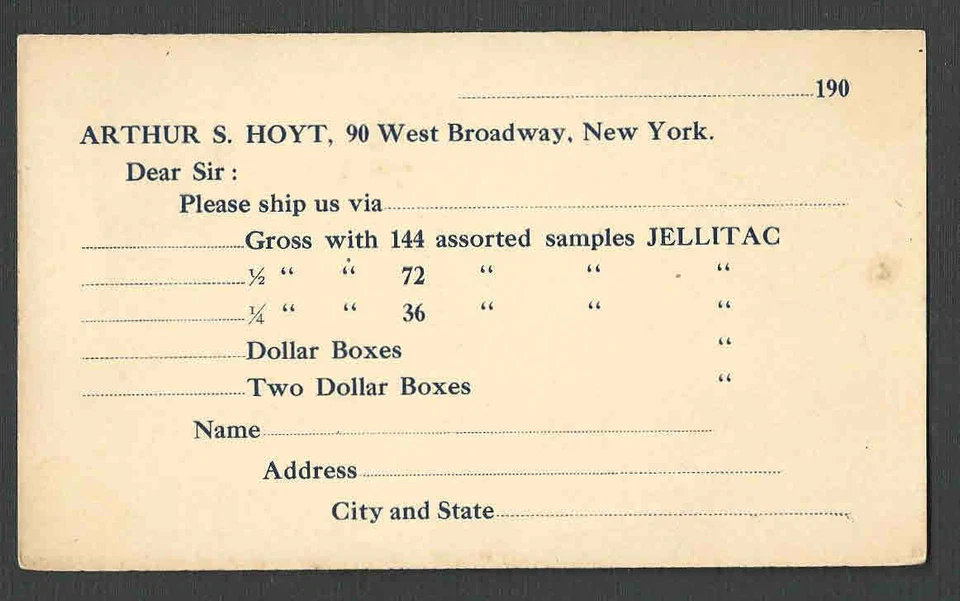 190
ARTHUR S. HOYT, 90 West Broadway, New York.
Dear Sir :
Please ship us via
Gross with 144 assorted samples JELLITAC
½ “ “ 72 “ “ “
¼ “ “ 36 “ “ “
Dollar Boxes “
Two Dollar Boxes “
Name
Address
City and State